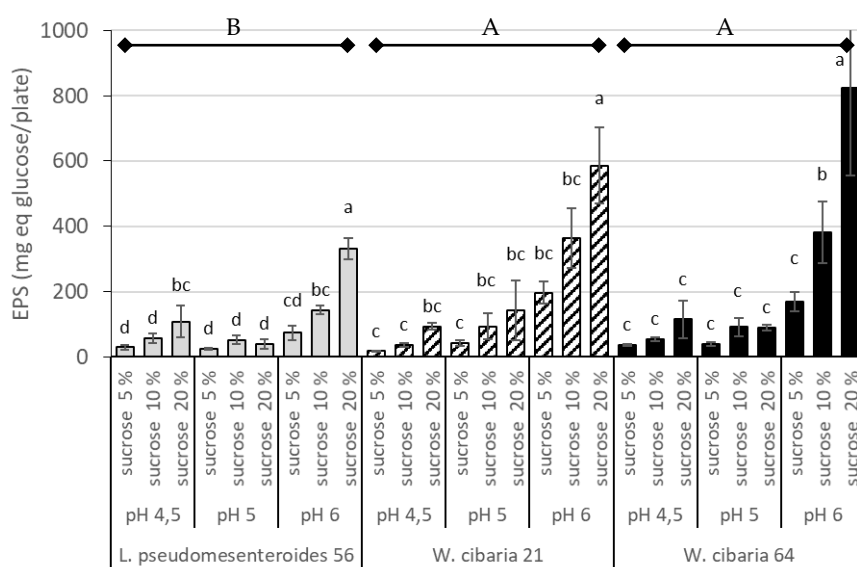 B A A
1000
800
600
400
200
0
EPS (mg eq glucose/plate)
d d bc d d d cd bc a
c c bc c bc bc bc bc a
c c c c c c c b a
sucrose 5 % sucrose 10 % sucrose 20 % sucrose 5 % sucrose 10 % sucrose 20 % sucrose 5 % sucrose 10 % sucrose 20 % sucrose 5 % sucrose 10 % sucrose 20 % sucrose 5 % sucrose 10 % sucrose 20 % sucrose 5 % sucrose 10 % sucrose 20 % sucrose 5 % sucrose 10 % sucrose 20 % sucrose 5 % sucrose 10 % sucrose 20 % sucrose 5 % sucrose 10 % sucrose 20 %
pH 4,5 pH 5 pH 6 pH 4,5 pH 5 pH 6 pH 4,5 pH 5 pH 6
L. pseudomesenteroides 56 W. cibaria 21 W. cibaria 64